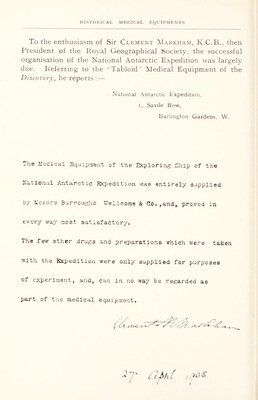 HISTORICAL MEDICAL EQUIPMENTS
To the enthusiasm of Sir CLEMENT MARKHAM, K.C.B., then
President of the Royal Geographical Society, the successful
organisation of the National Antarctic Expedition was largely
due. Referring to the 'Tabloid' Medical Equipment of the
Discovery, he reports :—
National Antarctic Expedition,
1, Savile Row,
Burlington Gardens, W.
The Medical Equipment of the Exploring Ship of the
National Antarctic Expedition was entirely supplied
by Messrs Burroughs Wellcome & Co.,and, proved in
every way most satisfactory.
The few other drugs and preparations which were taken
with the Expedition were only supplied for purposes
of experiment, and, can in no way be regarded as
part of the medical equipment.
Clements R Markham
27 April 1905